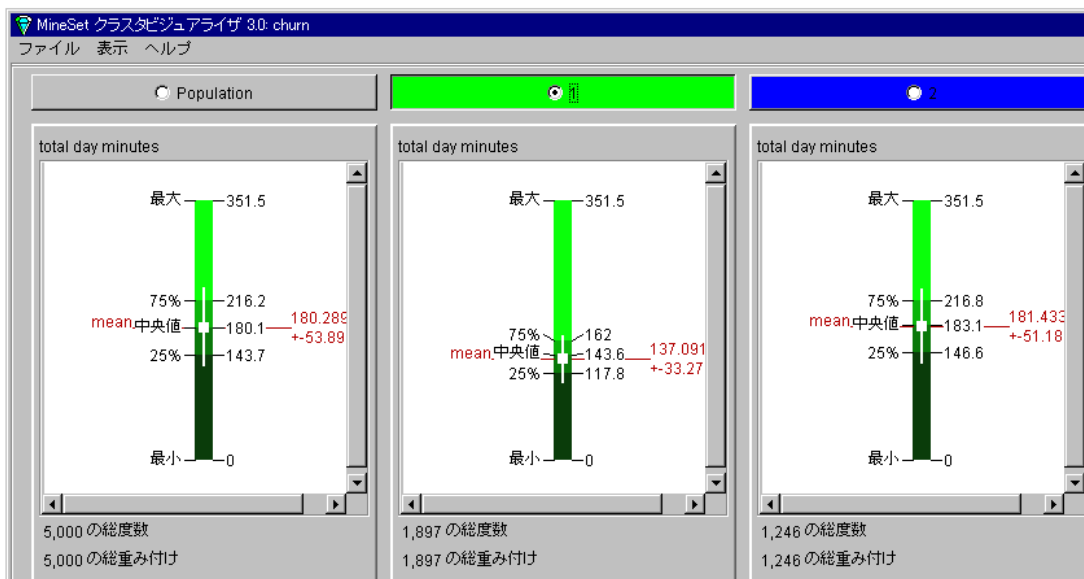 MineSet クラスタビジュアライザ 3.0: churn
ファイル 表示 ヘルプ
Population
1
2
total day minutes
最大 351.5
75% 216.2
mean 中央値 180.1 180.289
+-53.89
25% 143.7
最小 0
5,000 の総度数
5,000 の総重み付け
total day minutes
最大 351.5
75% 162
mean 中央値 143.6 137.091
+-33.27
25% 117.8
最小 0
1,897 の総度数
1,897 の総重み付け
total day minutes
最大 351.5
75% 216.8
mean 中央値 183.1 181.433
+-51.18
25% 146.6
最小 0
1,246 の総度数
1,246 の総重み付け